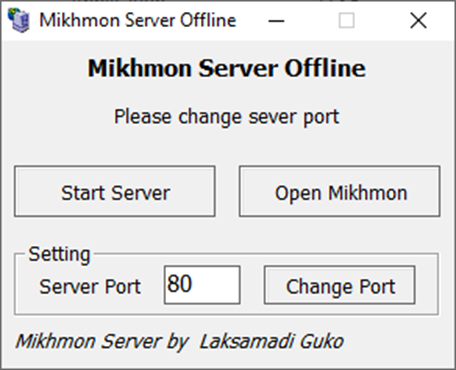 Mikhmon Server Offline
Mikhmon Server Offline
Please change sever port
Start Server Open Mikhmon
Setting
Server Port 80 Change Port
Mikhmon Server by Laksamadi Guko